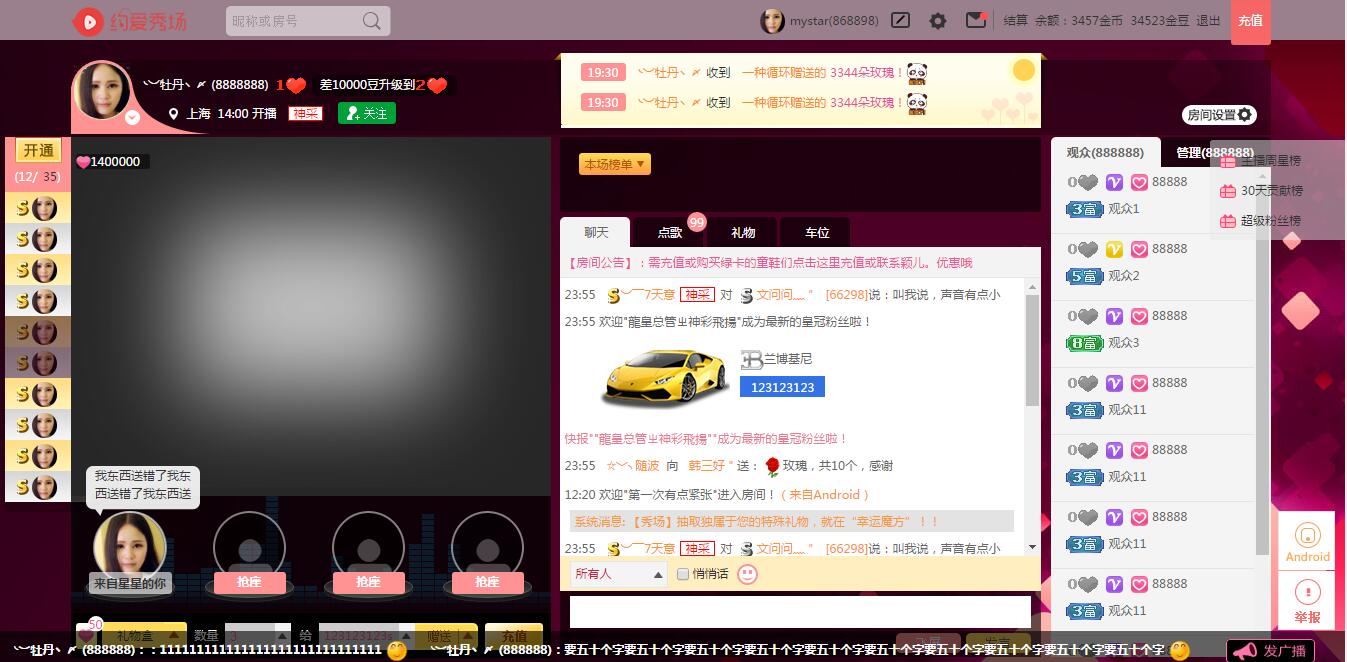 约爱秀场
昵称或房号
mystar(868898)
结算 余额：3457金币 34523金豆 退出
充值
牡丹 (8888888) 1 差10000豆升级到2
上海 14:00 开播 神采 关注
19:30 牡丹 收到 一种循环赠送的 3344朵玫瑰！
19:30 牡丹 收到 一种循环赠送的 3344朵玫瑰！
房间设置
开通
(12/ 35)
1400000
本场榜单
聊天 点歌 99 礼物 车位
【房间公告】：需充值或购买绿卡的童鞋们点击这里充值或联系颖儿。优惠哦
23:55 7天意 神采 对 文问问灬" [66298]说：叫我说，声音有点小
23:55 欢迎"龍皇总管ㄓ神彩飛揚"成为最新的皇冠粉丝啦！
兰博基尼
123123123
快报""龍皇总管ㄓ神彩飛揚""成为最新的皇冠粉丝啦！
23:55 随波 向 韩三好" 送： 玫瑰，共10个，感谢
12:20 欢迎"第一次有点紧张"进入房间！（来自Android ）
系统消息:【秀场】抽取独属于您的特殊礼物，就在“幸运魔方”！！
23:55 7天意 神采 对 文问问灬" [66298]说：叫我说，声音有点小
所有人 悄悄话
观众(888888) 管理(888888)
主播周星榜
30天贡献榜
超级粉丝榜
0 V 88888
3富 观众1
0 V 88888
5富 观众2
0 V 88888
8富 观众3
0 V 88888
3富 观众11
0 V 88888
3富 观众11
0 V 88888
3富 观众11
0 V 88888
3富 观众11
Android
举报
我东西送错了我东
西送错了我东西送
来自星星的你
抢座
抢座
抢座
50
礼物盒 数量 3 给 123123123s 赠送 充值
飞屏 发言
牡丹 (888888)：：11111111111111111111111111111
牡丹 (888888)：要五十个字要五十个字要五十个字要五十个字要五十个字要五十个字要五十个字要五十个字要五十个字要五十个字
发广播